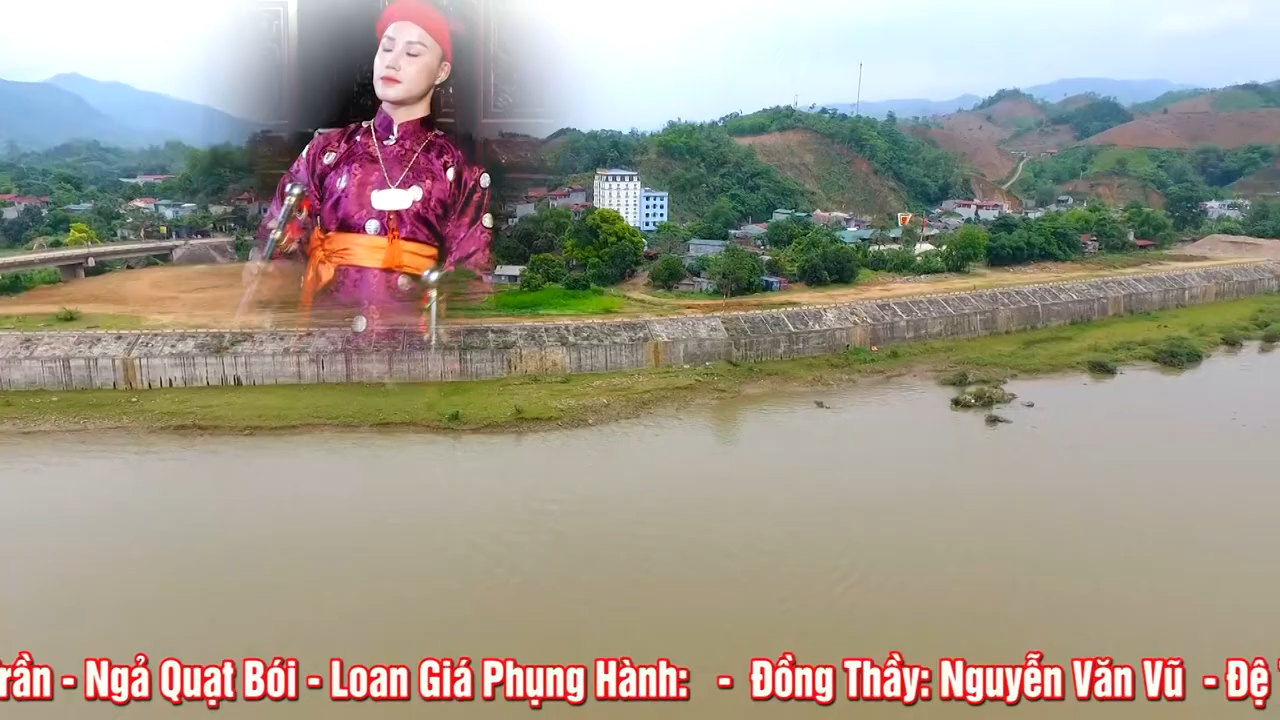 - Ngả Quạt Bói - Loan Giá Phụng Hành: - Đồng Thầy: Nguyễn Văn Vũ - Đệ